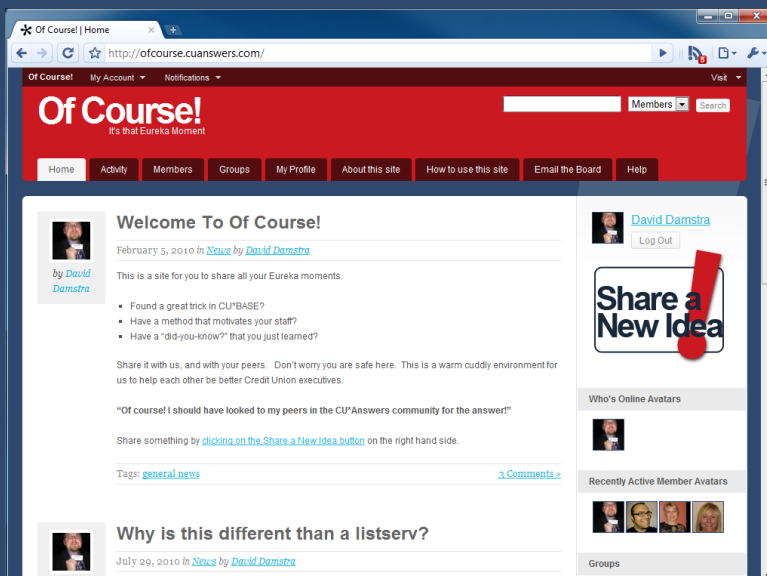 Of Course! | Home
http://ofcourse.cuanswers.com/
5
Of Course! My Account Notifications Visit
Of Course!
It's that Eureka Moment
Members Search
Home Activity Members Groups My Profile About this site How to use this site Email the Board Help
by David
Damstra
Welcome To Of Course!
February 5, 2010 in News by David Damstra
This is a site for you to share all your Eureka moments.
Found a great trick in CU*BASE?
Have a method that motivates your staff?
Have a “did-you-know?” that you just learned?
Share it with us, and with your peers. Don't worry you are safe here. This is a warm cuddly environment for
us to help each other be better Credit Union executives.
“Of course! I should have looked to my peers in the CU*Answers community for the answer!”
Share something by clicking on the Share a New Idea button on the right hand side.
Tags: general news 3 Comments »
Why is this different than a listserv?
July 29, 2010 in News by David Damstra
David Damstra
Log Out
Share a
New Idea
Who's Online Avatars
Recently Active Member Avatars
Groups